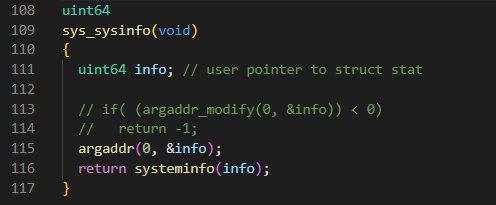 108 uint64
109 sys_sysinfo(void)
110 {
111   uint64 info; // user pointer to struct stat
112
113   // if( (argaddr_modify(0, &info)) < 0)
114   //   return -1;
115   argaddr(0, &info);
116   return systeminfo(info);
117 }